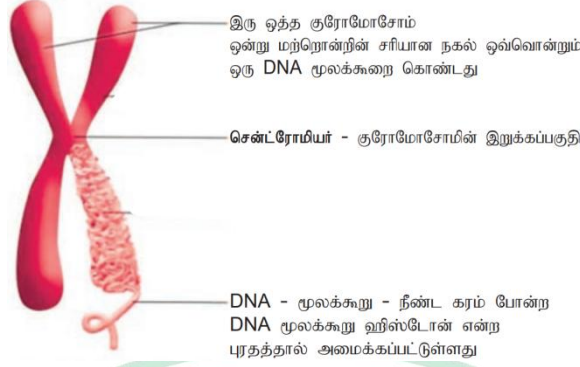 இரு ஒத்த குரோமோசோம்
ஒன்று மற்றொன்றின் சரியான நகல் ஒவ்வொன்றும்
ஒரு DNA மூலக்கூறை கொண்டது
சென்ட்ரோமியர் - குரோமோசோமின் இறுக்கப்பகுதி
DNA - மூலக்கூறு - நீண்ட கரம் போன்ற
DNA மூலக்கூறு ஹிஸ்டோன் என்ற
புரதத்தால் அமைக்கப்பட்டுள்ளது